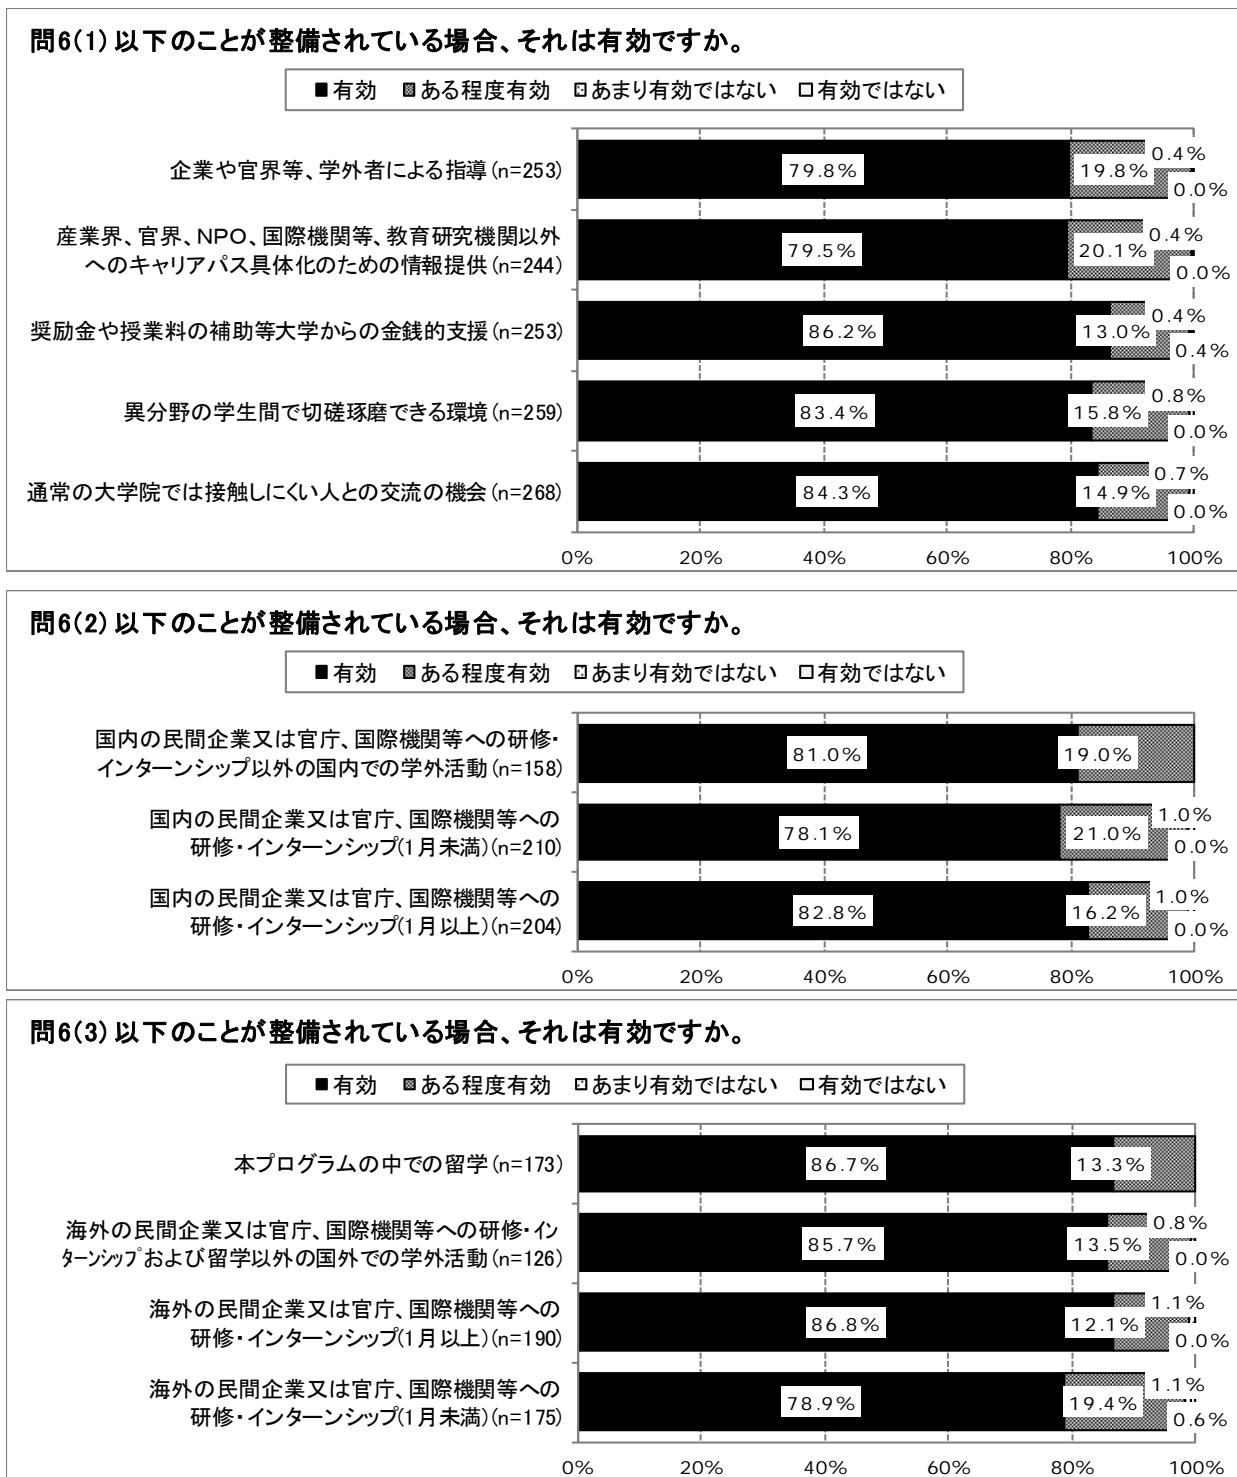 問6(1)以下のことが整備されている場合、それは有効ですか。
■有効 ■ある程度有効 □あまり有効ではない □有効ではない
企業や官界等、学外者による指導(n=253)
79.8%
19.8%
0.4%
0.0%
産業界、官界、NPO、国際機関等、教育研究機関以外
へのキャリアパス具体化のための情報提供(n=244)
79.5%
20.1%
0.4%
0.0%
奨励金や授業料の補助等大学からの金銭的支援(n=253)
86.2%
13.0%
0.4%
0.4%
異分野の学生間で切磋琢磨できる環境(n=259)
83.4%
15.8%
0.8%
0.0%
通常の大学院では接触しにくい人との交流の機会(n=268)
84.3%
14.9%
0.7%
0.0%
0% 20% 40% 60% 80% 100%
問6(2)以下のことが整備されている場合、それは有効ですか。
■有効 ■ある程度有効 □あまり有効ではない □有効ではない
国内の民間企業又は官庁、国際機関等への研修・
インターンシップ以外の国内での学外活動(n=158)
81.0%
19.0%
国内の民間企業又は官庁、国際機関等への
研修・インターンシップ(1月未満)(n=210)
78.1%
21.0%
1.0%
0.0%
国内の民間企業又は官庁、国際機関等への
研修・インターンシップ(1月以上)(n=204)
82.8%
16.2%
1.0%
0.0%
0% 20% 40% 60% 80% 100%
問6(3)以下のことが整備されている場合、それは有効ですか。
■有効 ■ある程度有効 □あまり有効ではない □有効ではない
本プログラムの中での留学(n=173)
86.7%
13.3%
海外の民間企業又は官庁、国際機関等への研修・イン
ターンシップおよび留学以外の国外での学外活動(n=126)
85.7%
13.5%
0.8%
0.0%
海外の民間企業又は官庁、国際機関等への
研修・インターンシップ(1月以上)(n=190)
86.8%
12.1%
1.1%
0.0%
海外の民間企業又は官庁、国際機関等への
研修・インターンシップ(1月未満)(n=175)
78.9%
19.4%
1.1%
0.6%
0% 20% 40% 60% 80% 100%